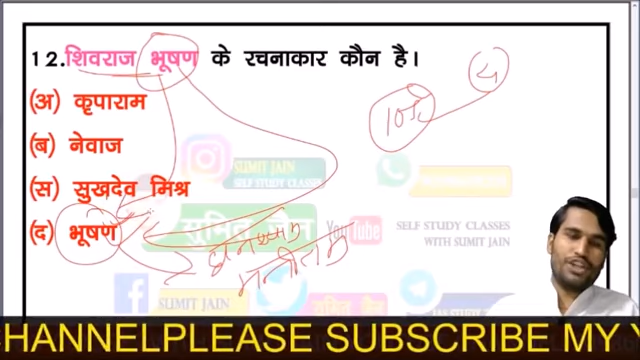 12.शिवराज भूषण के रचनाकार कौन है।
(अ) कृपाराम
(ब) नेवाज
(स) सुखदेव मिश्र
(द) भूषण
SUMIT JAIN
SELF STUDY CLASSES
सुमित जैन
YouTube
SELF STUDY CLASSES
WITH SUMIT JAIN
SUMIT JAIN
CHANNELPLEASE SUBSCRIBE MY Y